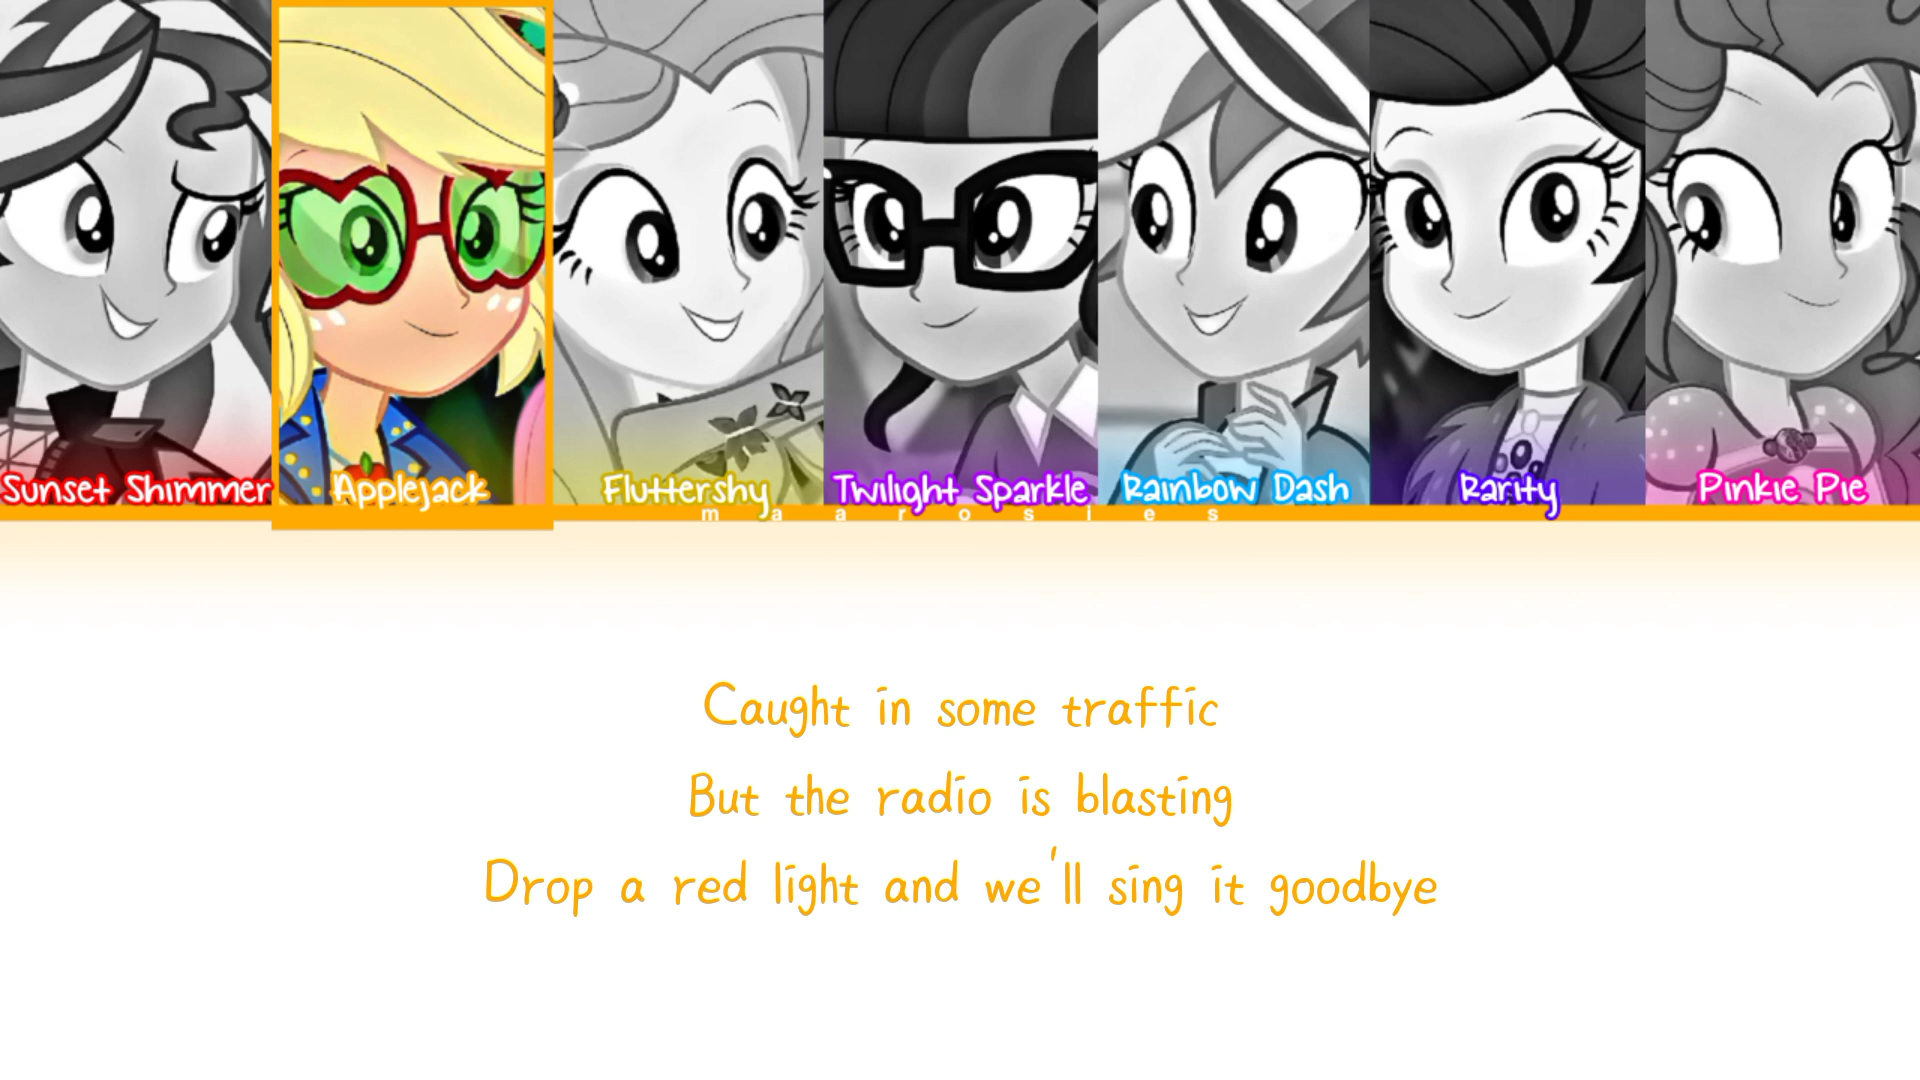 Sunset Shimmer Applejack Fluttershy Twilight Sparkle Rainbow Dash Rarity Pinkie Pie
m a a r o s i e s
Caught in some traffic
But the radio is blasting
Drop a red light and we'll sing it goodbye